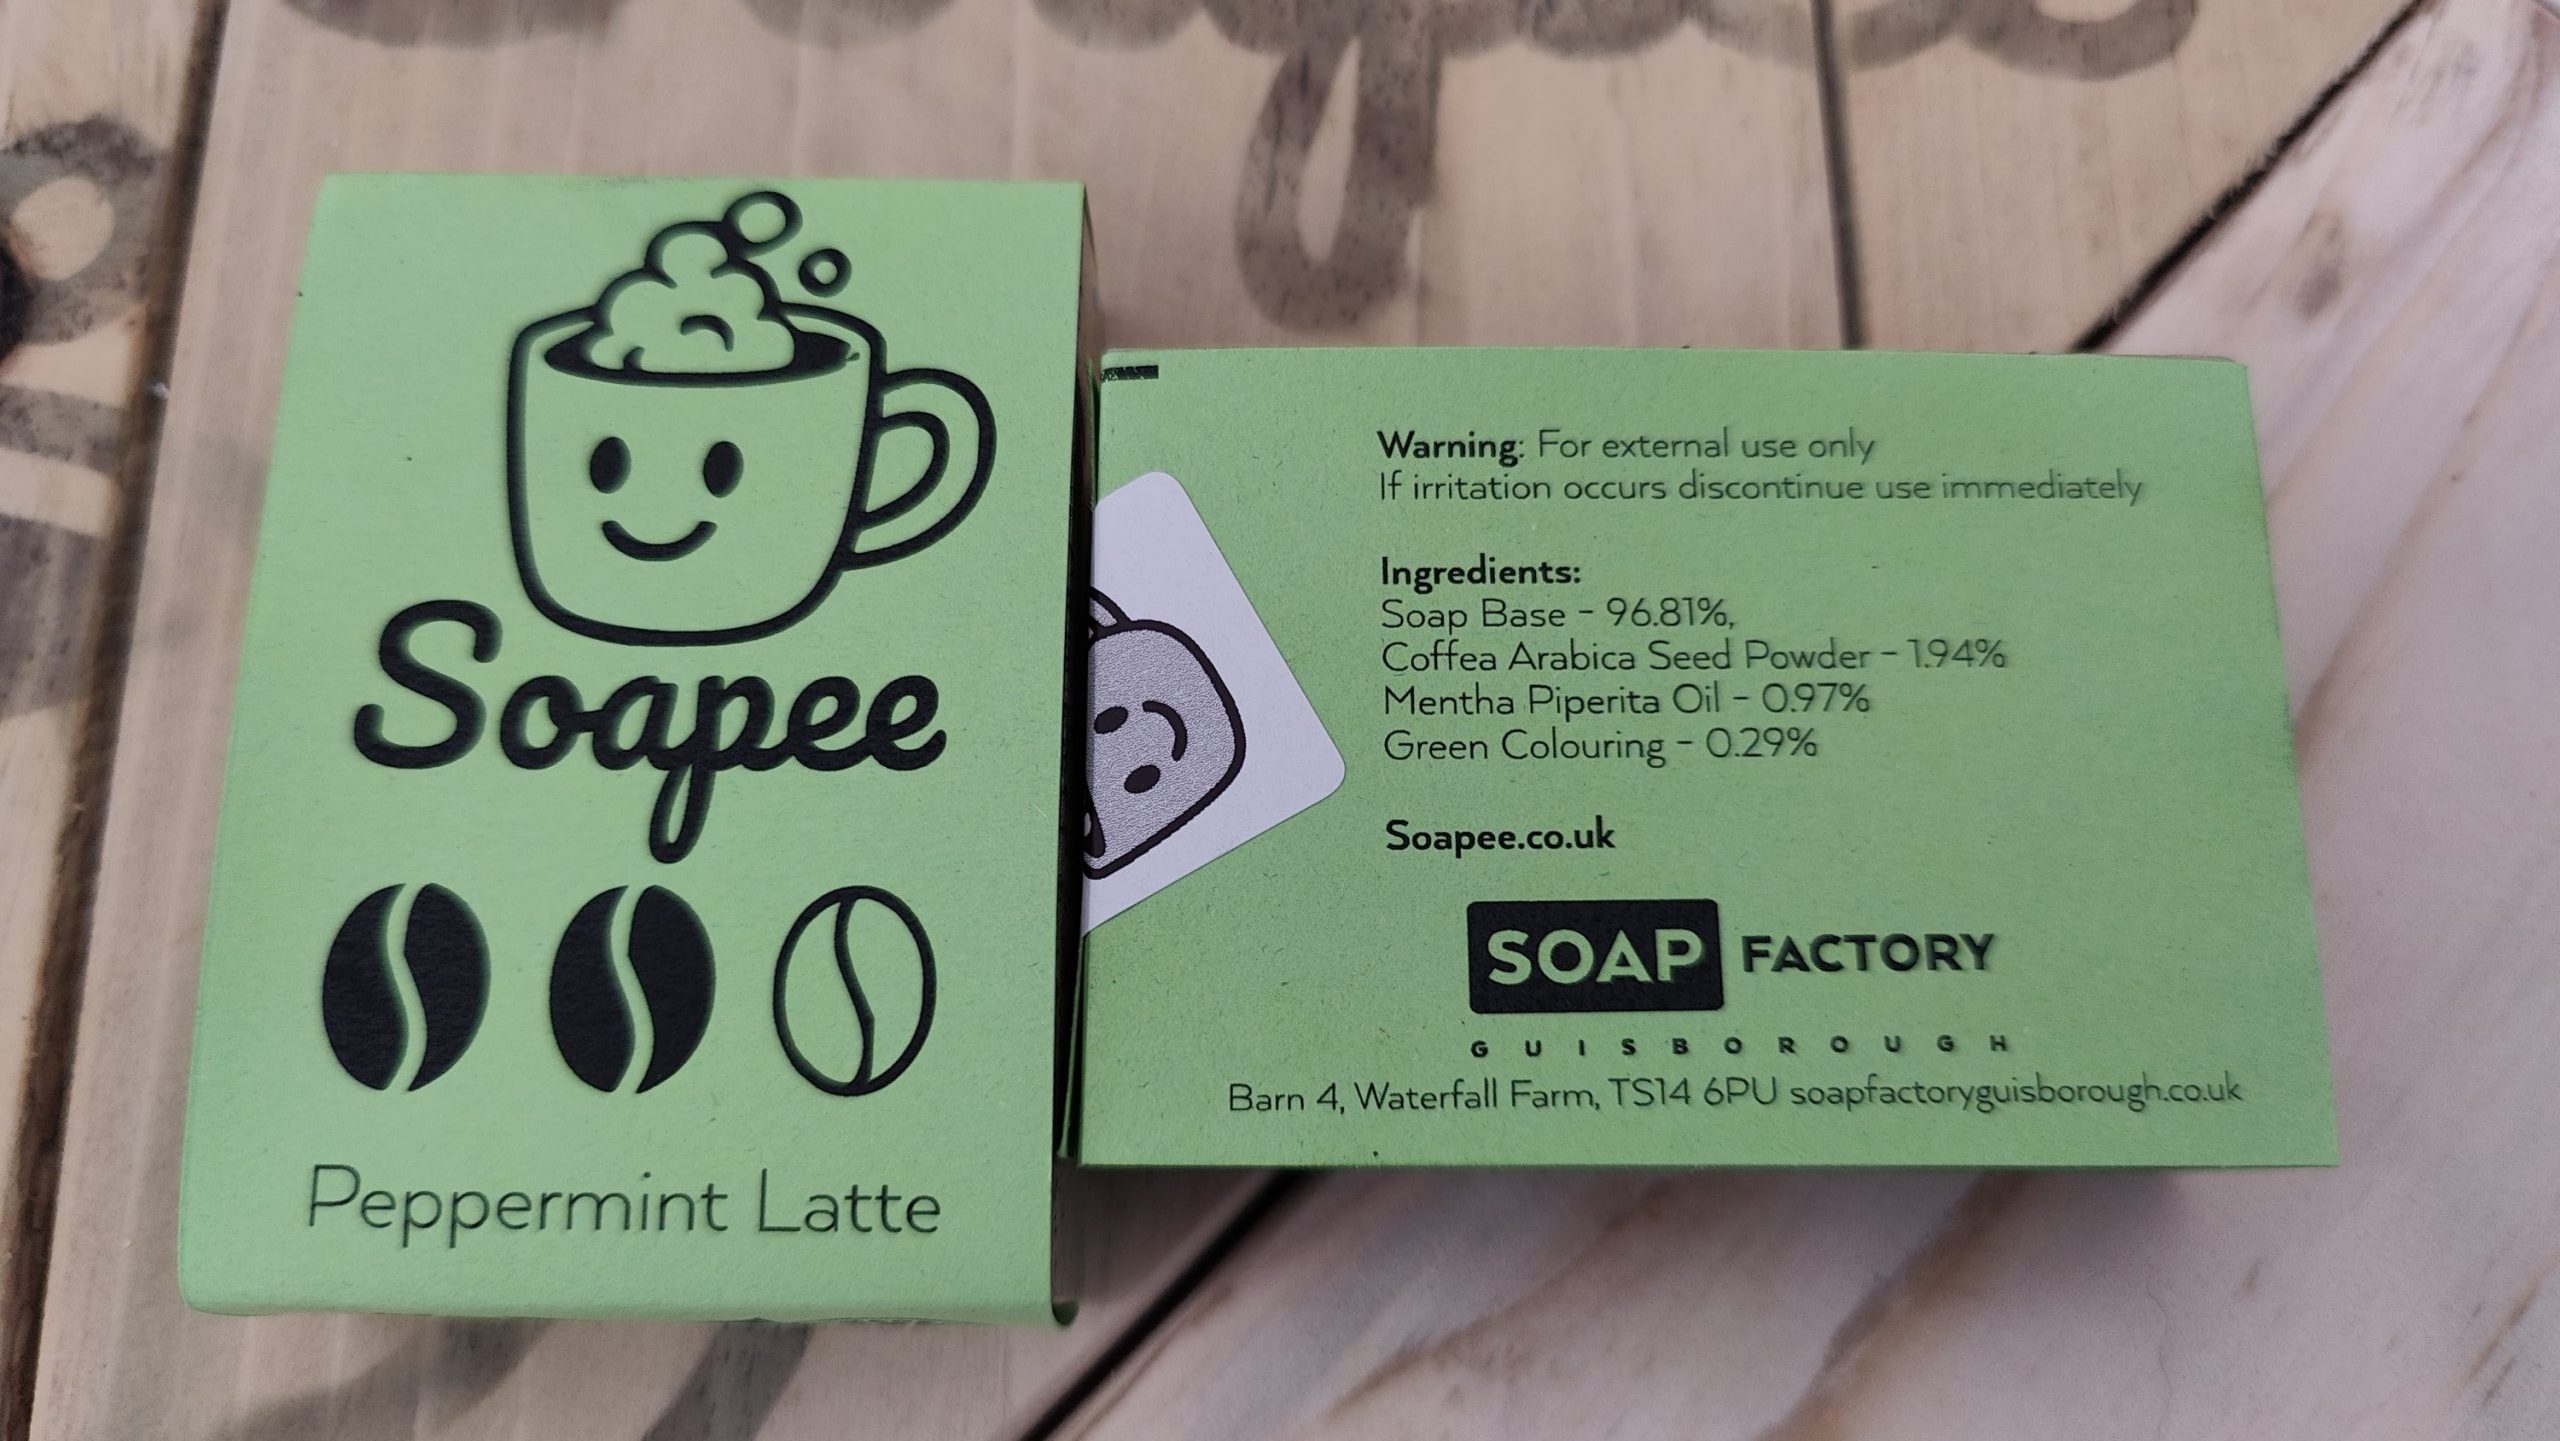 Soapee
Peppermint Latte
Warning: For external use only
If irritation occurs discontinue use immediately
Ingredients:
Soap Base - 96.81%,
Coffea Arabica Seed Powder - 1.94%
Mentha Piperita Oil - 0.97%
Green Colouring - 0.29%
Soapee.co.uk
SOAP FACTORY
GUISBOROUGH
Barn 4, Waterfall Farm, TS14 6PU soapfactoryguisborough.co.uk